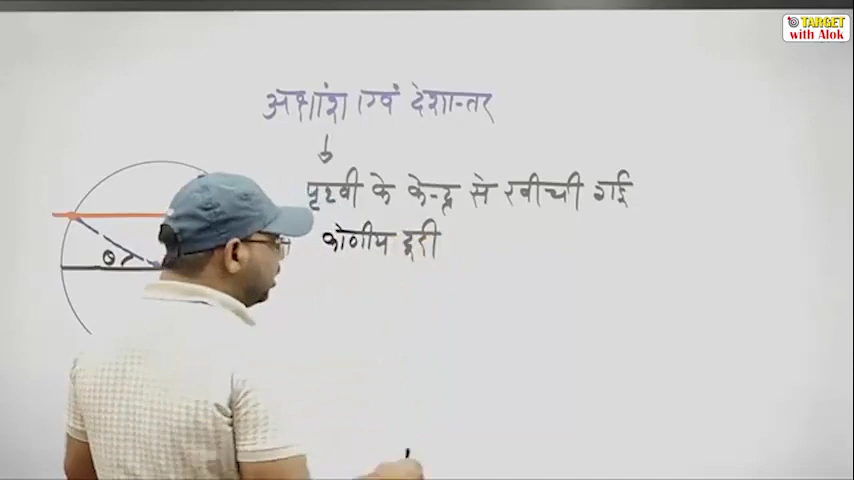 TARGET
with Alok
अक्षांश एवं देशान्तर
पृथ्वी के केन्द्र से खींची गई
कोणीय दूरी
θ